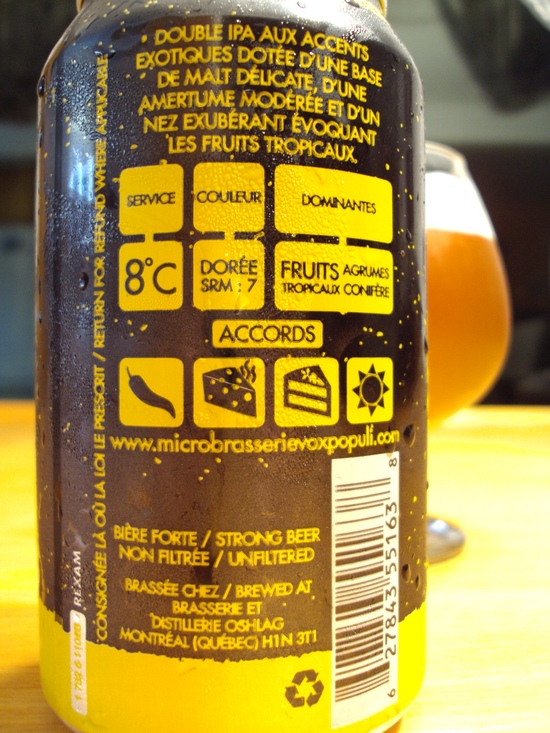 DOUBLE IPA AUX ACCENTS
EXOTIQUES DOTÉE D'UNE BASE
DE MALT DÉLICATE, D'UNE
AMERTUME MODÉRÉE ET D'UN
NEZ EXUBÉRANT ÉVOQUANT
LES FRUITS TROPICAUX.
SERVICE COULEUR DOMINANTES
8°C DORÉE FRUITS AGRUMES
SRM : 7 TROPICAUX CONIFÈRE
ACCORDS
www.microbrasserievoxpopuli.com
BIÈRE FORTE / STRONG BEER
NON FILTRÉE / UNFILTERED
BRASSÉE CHEZ / BREWED AT
BRASSERIE ET
DISTILLERIE OSHLAG
MONTRÉAL (QUÉBEC) H1N 3T1
CONSIGNÉE LÀ OÙ LA LOI LE PRESCRIT / RETURN FOR REFUND WHERE APPLICABLE
REXAM
6 27843 55163 8